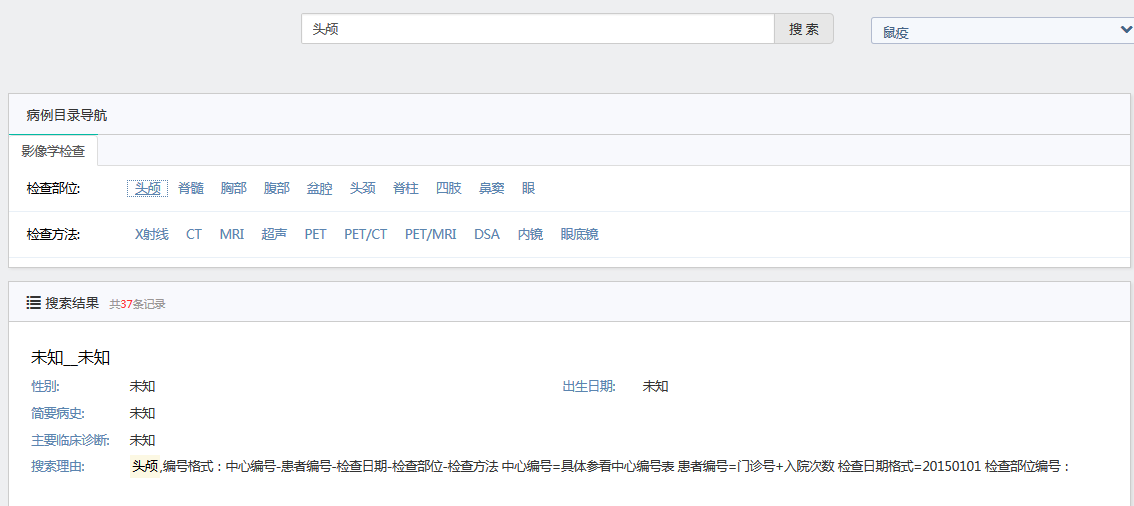 头颅 搜 索 鼠疫
病例目录导航
影像学检查
检查部位: 头颅 脊髓 胸部 腹部 盆腔 头颈 脊柱 四肢 鼻窦 眼
检查方法: X射线 CT MRI 超声 PET PET/CT PET/MRI DSA 内镜 眼底镜
搜索结果 共37条记录
未知__未知
性别: 未知 出生日期: 未知
简要病史: 未知
主要临床诊断: 未知
搜索理由: 头颅,编号格式：中心编号-患者编号-检查日期-检查部位-检查方法 中心编号=具体参看中心编号表 患者编号=门诊号+入院次数 检查日期格式=20150101 检查部位编号：